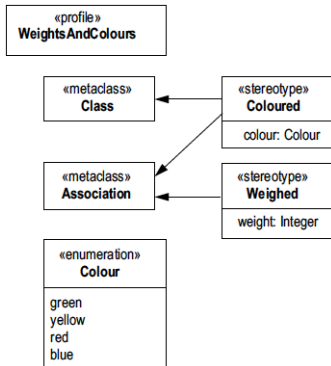 «profile»
WeightsAndColours
«metaclass»
Class
«stereotype»
Coloured
colour: Colour
«metaclass»
Association
«stereotype»
Weighed
weight: Integer
«enumeration»
Colour
green
yellow
red
blue